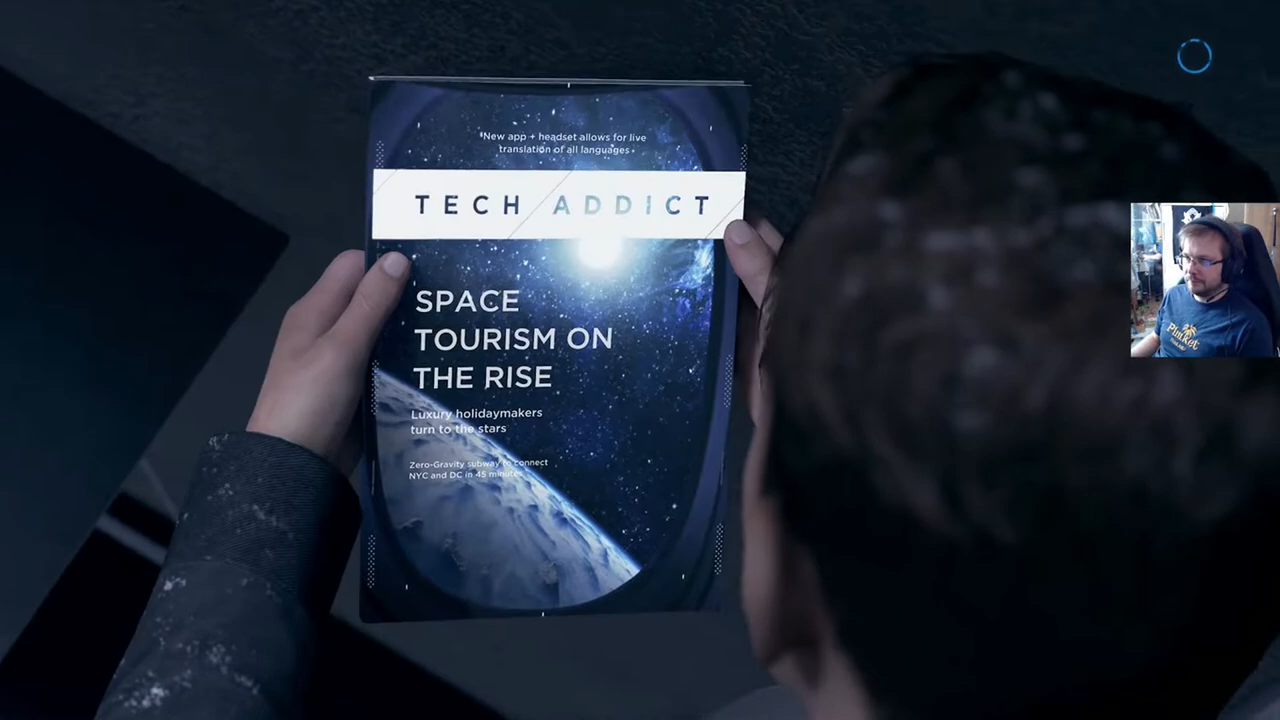 New app + headset allows for live
translation of all languages
TECH ADDICT
SPACE
TOURISM ON
THE RISE
Luxury holidaymakers
turn to the stars
Zero-Gravity subway to connect
NYC and DC in 45 minutes
Phuket